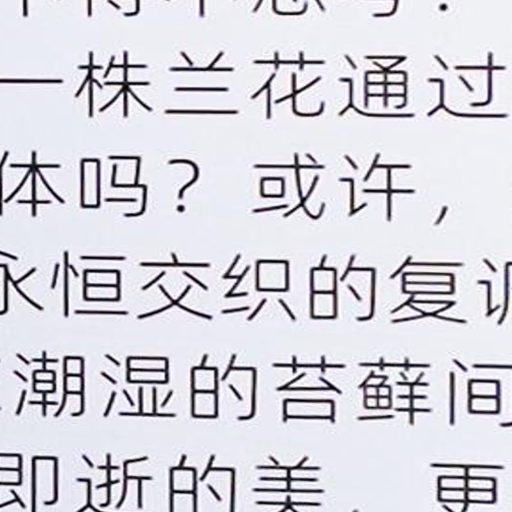 一株兰花通过
体吗？或许，
永恒交织的复调
潮湿的苔藓间
即逝的美，更